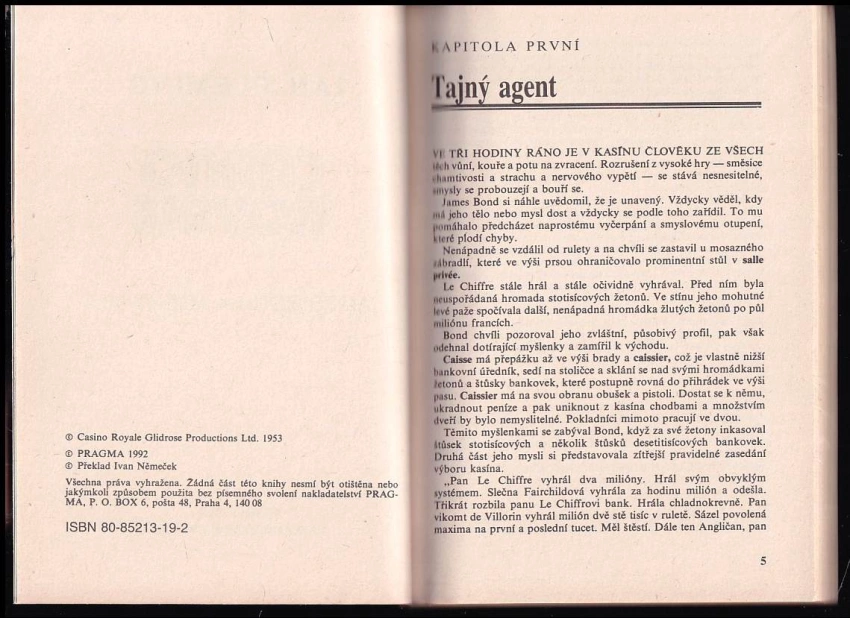 © Casino Royale Glidrose Productions Ltd. 1953
© PRAGMA 1992
© Překlad Ivan Němeček
Všechna práva vyhražena. Žádná část této knihy nesmí být otištěna nebo
jakýmkoli způsobem použita bez písemného svolení nakladatelství PRAG-
MA, P. O. BOX 6, pošta 48, Praha 4, 140 08
ISBN 80-85213-19-2
KAPITOLA PRVNÍ
Tajný agent
VE TŘI HODINY RÁNO JE V KASÍNU ČLOVĚKU ZE VŠECH
těch vůní, kouře a potu na zvracení. Rozrušení z vysoké hry — směsice
chamtivosti a strachu a nervového vypětí — se stává nesnesitelné,
smysly se probouzejí a bouří se.
James Bond si náhle uvědomil, že je unavený. Vždycky věděl, kdy
má jeho tělo nebo mysl dost a vždycky se podle toho zařídil. To mu
pomáhalo předcházet naprostému vyčerpání a smyslovému otupení,
které plodí chyby.
Nenápadně se vzdálil od rulety a na chvíli se zastavil u mosazného
zábradlí, které ve výši prsou ohraničovalo prominentní stůl v salle
privée.
Le Chiffre stále hrál a stále očividně vyhrával. Před ním byla
neuspořádaná hromada stotisícových žetonů. Ve stínu jeho mohutné
levé paže spočívala další, nenápadná hromádka žlutých žetonů po půl
miliónu francích.
Bond chvíli pozoroval jeho zvláštní, působivý profil, pak však
odehnal dotírající myšlenky a zamířil k východu.
Caisse má přepážku až ve výši brady a caissier, což je vlastně nižší
bankovní úředník, sedí na stoličce a sklání se nad svými hromádkami
žetonů a štůsky bankovek, které postupně rovná do přihrádek ve výši
pasu. Caissier má na svou obranu obušek a pistoli. Dostat se k němu,
ukradnout peníze a pak uniknout z kasína chodbami a množstvím
dveří by bylo nemyslitelné. Pokladníci mimoto pracují ve dvou.
Těmito myšlenkami se zabýval Bond, když za své žetony inkasoval
štůsek stotisícových a několik štůsků desetitisícových bankovek.
Druhá část jeho mysli si představovala zítřejší pravidelné zasedání
výboru kasína.
„Pan Le Chiffre vyhrál dva milióny. Hrál svým obvyklým
systémem. Slečna Fairchildová vyhrála za hodinu milión a odešla.
Třikrát rozbila panu Le Chiffrovi bank. Hrála chladnokrevně. Pan
vikomt de Villorin vyhrál milión dvě stě tisíc v ruletě. Sázel povolená
maxima na první a poslední tucet. Měl štěstí. Dále ten Angličan, pan
5